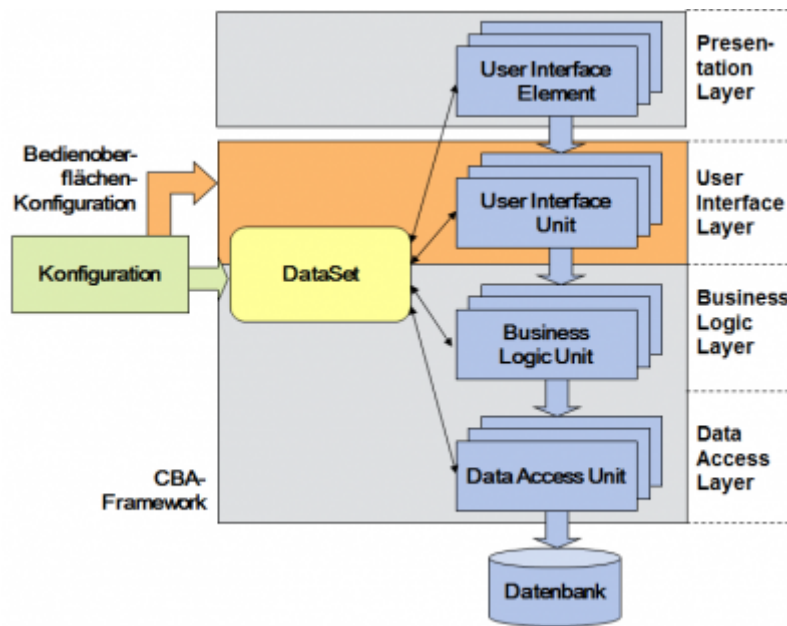 User Interface
Element
Presen-
tation
Layer
Bedienober-
flächen-
Konfiguration
User Interface
Unit
User
Interface
Layer
Konfiguration
DataSet
Business
Logic Unit
Business
Logic
Layer
Data Access Unit
Data
Access
Layer
CBA-
Framework
Datenbank